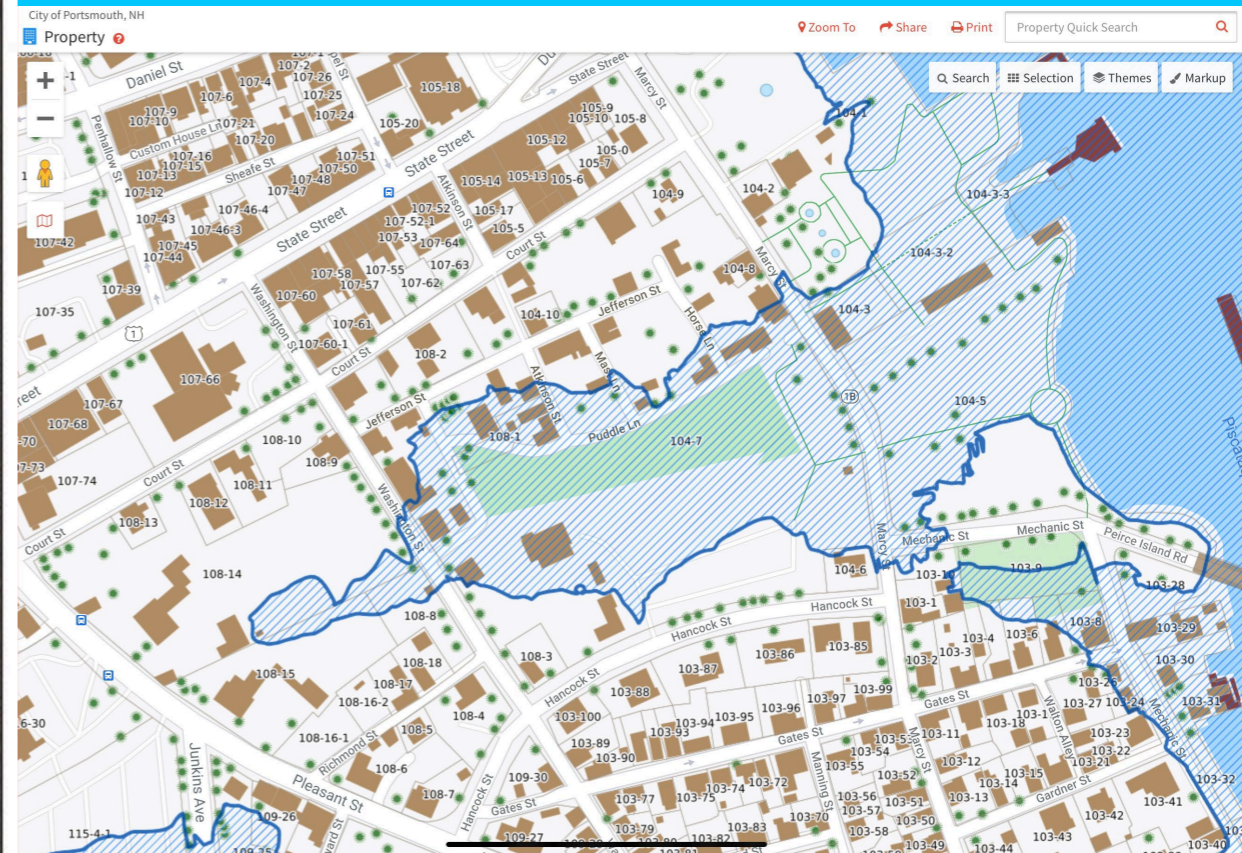 City of Portsmouth, NH
Property
Zoom To
Share
Print
Property Quick Search
Search
Selection
Themes
Markup
Daniel St
State Street
Marcy St
107-2
107-26
107-4
107-6
107-25
107-24
107-9
107-10
107-21
107-20
105-18
105-20
105-9
105-10
105-8
105-12
105-0
105-7
104-1
Custom House Ln
Penhallow St
Sheafe St
State Street
107-16
107-15
107-13
107-12
107-51
107-50
107-48
107-47
105-14
105-13
105-6
104-9
104-2
104-3-3
107-43
107-46-4
107-46-3
107-52
107-52-1
107-53
107-64
105-17
105-5
Atkinson St
Court St
107-42
107-45
107-44
State Street
104-3-2
107-39
107-58
107-55
107-57
107-63
107-62
107-60
104-8
Marcy St
107-35
1
Washington St
107-61
107-60-1
Court St
108-2
104-10
Jefferson St
Horse Ln
104-3
107-66
Mast Ln
Atkinson St
Jefferson St
1B
104-5
107-67
107-68
-70
107-74
108-10
108-9
108-1
Puddle Ln
104-7
Court St
108-11
108-12
108-13
Washington St
Court St
Marcy St
Mechanic St
Mechanic St
Peirce Island Rd
108-14
104-6
103-9
103-28
108-8
Hancock St
Hancock St
103-1
103-8
103-29
108-15
108-18
108-17
108-16-2
108-3
Hancock St
103-86
103-85
103-87
103-4
103-6
103-3
103-2
103-30
103-88
103-97
103-99
103-96
Gates St
103-26
103-27
103-24
103-31
108-4
108-5
108-16-1
103-100
103-94
103-95
103-93
Gates St
103-18
Walton Alley
Mechanic St
Richmond St
108-6
103-89
103-90
103-54
103-55
Marcy St
103-11
103-23
103-22
103-21
Junkins Ave
Pleasant St
108-7
Hancock St
109-30
Gates St
103-74
103-72
103-75
103-77
Manning St
103-52
103-12
103-15
103-14
103-13
Gardner St
103-32
103-56
103-57
103-51
103-50
103-41
103-42
103-70
103-58
103-83
103-82
103-79
103-43
103-44
103-49
103-40
115-4-1
109-26
109-25
109-27